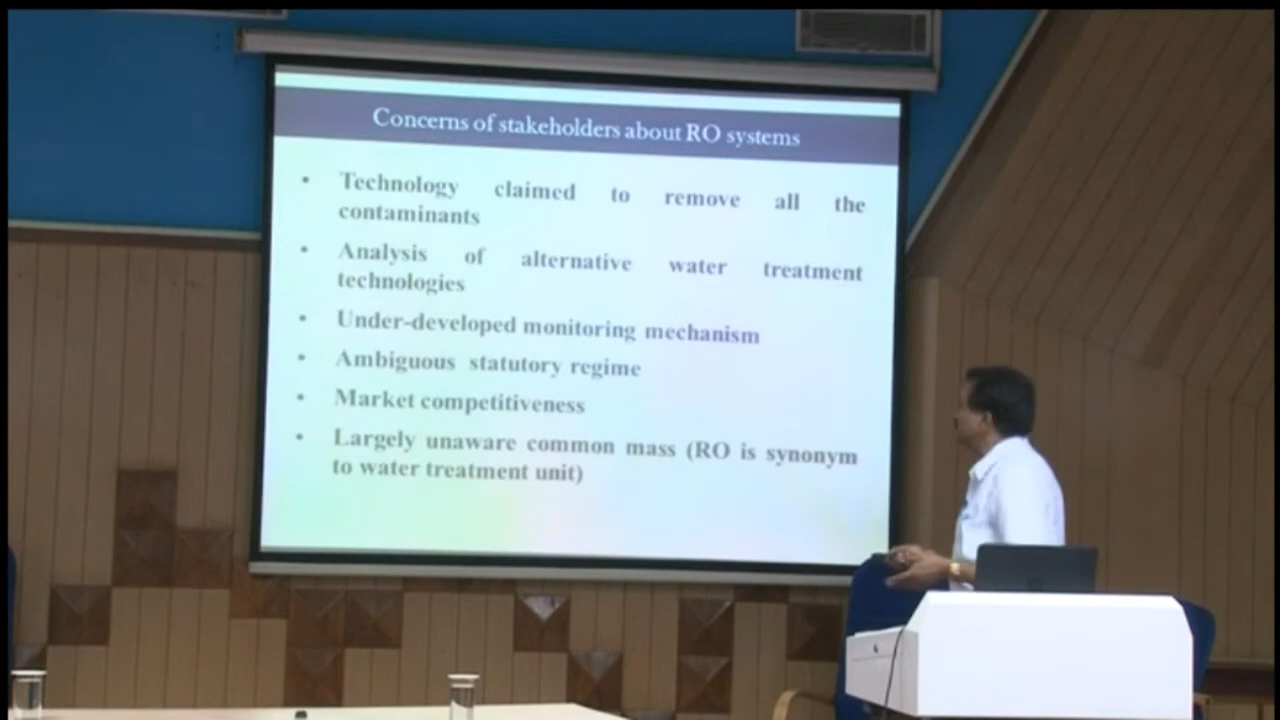 Concerns of stakeholders about RO systems
• Technology claimed to remove all the
contaminants
• Analysis of alternative water treatment
technologies
• Under-developed monitoring mechanism
• Ambiguous statutory regime
• Market competitiveness
• Largely unaware common mass (RO is synonym
to water treatment unit)